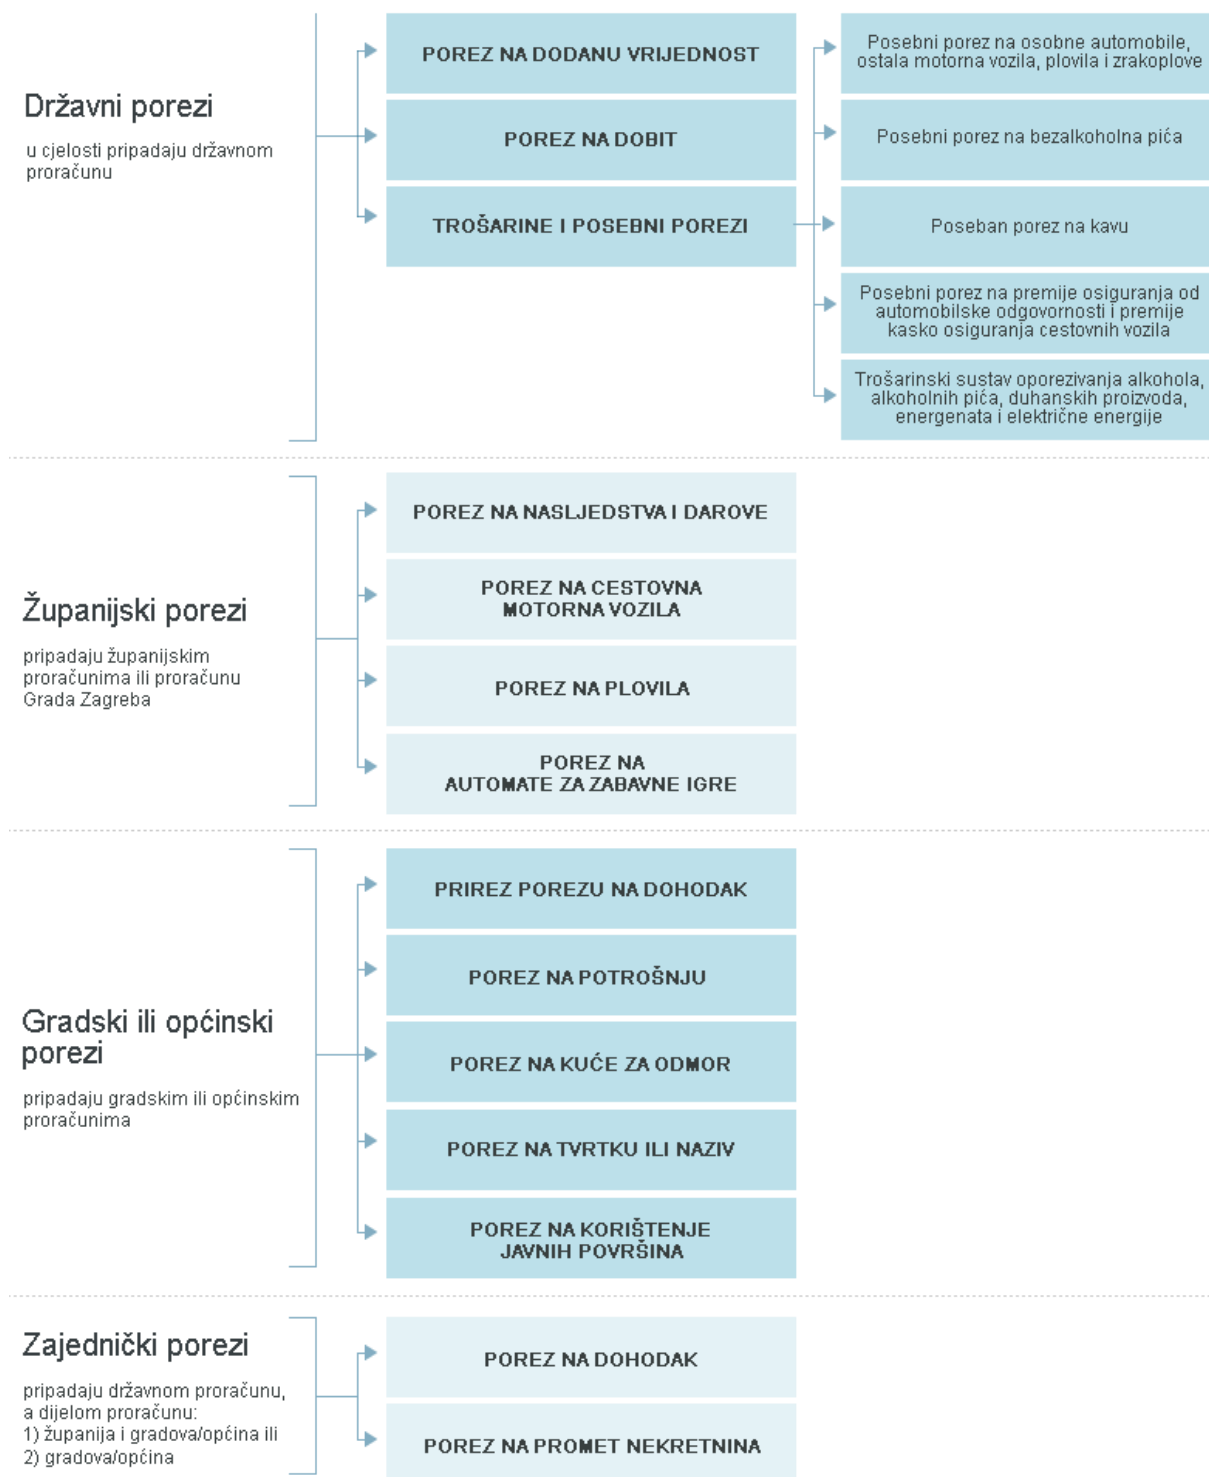 Državni porezi
u cjelosti pripadaju državnom
proračunu
POREZ NA DODANU VRIJEDNOST
POREZ NA DOBIT
TROŠARINE I POSEBNI POREZI
Posebni porez na osobne automobile,
ostala motorna vozila, plovila i zrakoplove
Posebni porez na bezalkoholna pića
Poseban porez na kavu
Posebni porez na premije osiguranja od
automobilske odgovornosti i premije
kasko osiguranja cestovnih vozila
Trošarinski sustav oporezivanja alkohola,
alkoholnih pića, duhanskih proizvoda,
energenata i električne energije
Županijski porezi
pripadaju županijskim
proračunima ili proračunu
Grada Zagreba
POREZ NA NASLJEDSTVA I DAROVE
POREZ NA CESTOVNA
MOTORNA VOZILA
POREZ NA PLOVILA
POREZ NA
AUTOMATE ZA ZABAVNE IGRE
Gradski ili općinski
porezi
pripadaju gradskim ili općinskim
proračunima
PRIREZ POREZU NA DOHODAK
POREZ NA POTROŠNJU
POREZ NA KUĆE ZA ODMOR
POREZ NA TVRTKU ILI NAZIV
POREZ NA KORIŠTENJE
JAVNIH POVRŠINA
Zajednički porezi
pripadaju državnom proračunu,
a dijelom proračunu:
1) županija i gradova/općina ili
2) gradova/općina
POREZ NA DOHODAK
POREZ NA PROMET NEKRETNINA